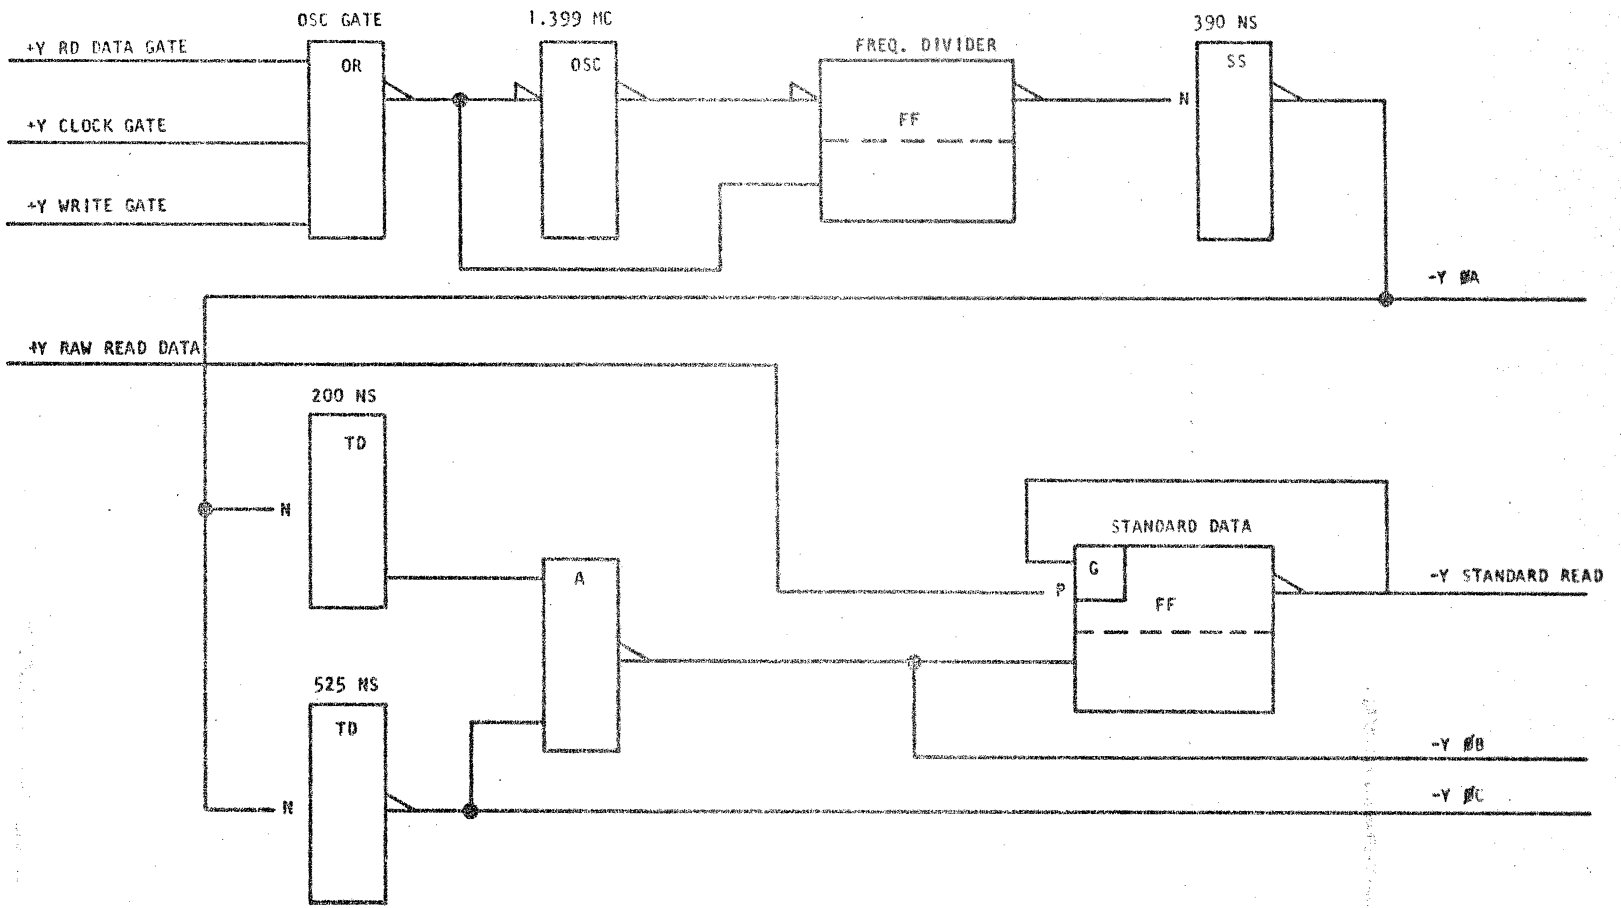 OSC GATE
1.399 MC
390 NS
+Y RD DATA GATE
OR
OSC
FREQ. DIVIDER
SS
+Y CLOCK GATE
FF
N
+Y WRITE GATE
-Y ØA
+Y RAW READ DATA
200 NS
TD
N
STANDARD DATA
A
G
P
FF
-Y STANDARD READ
525 NS
TD
-Y ØB
N
-Y ØC